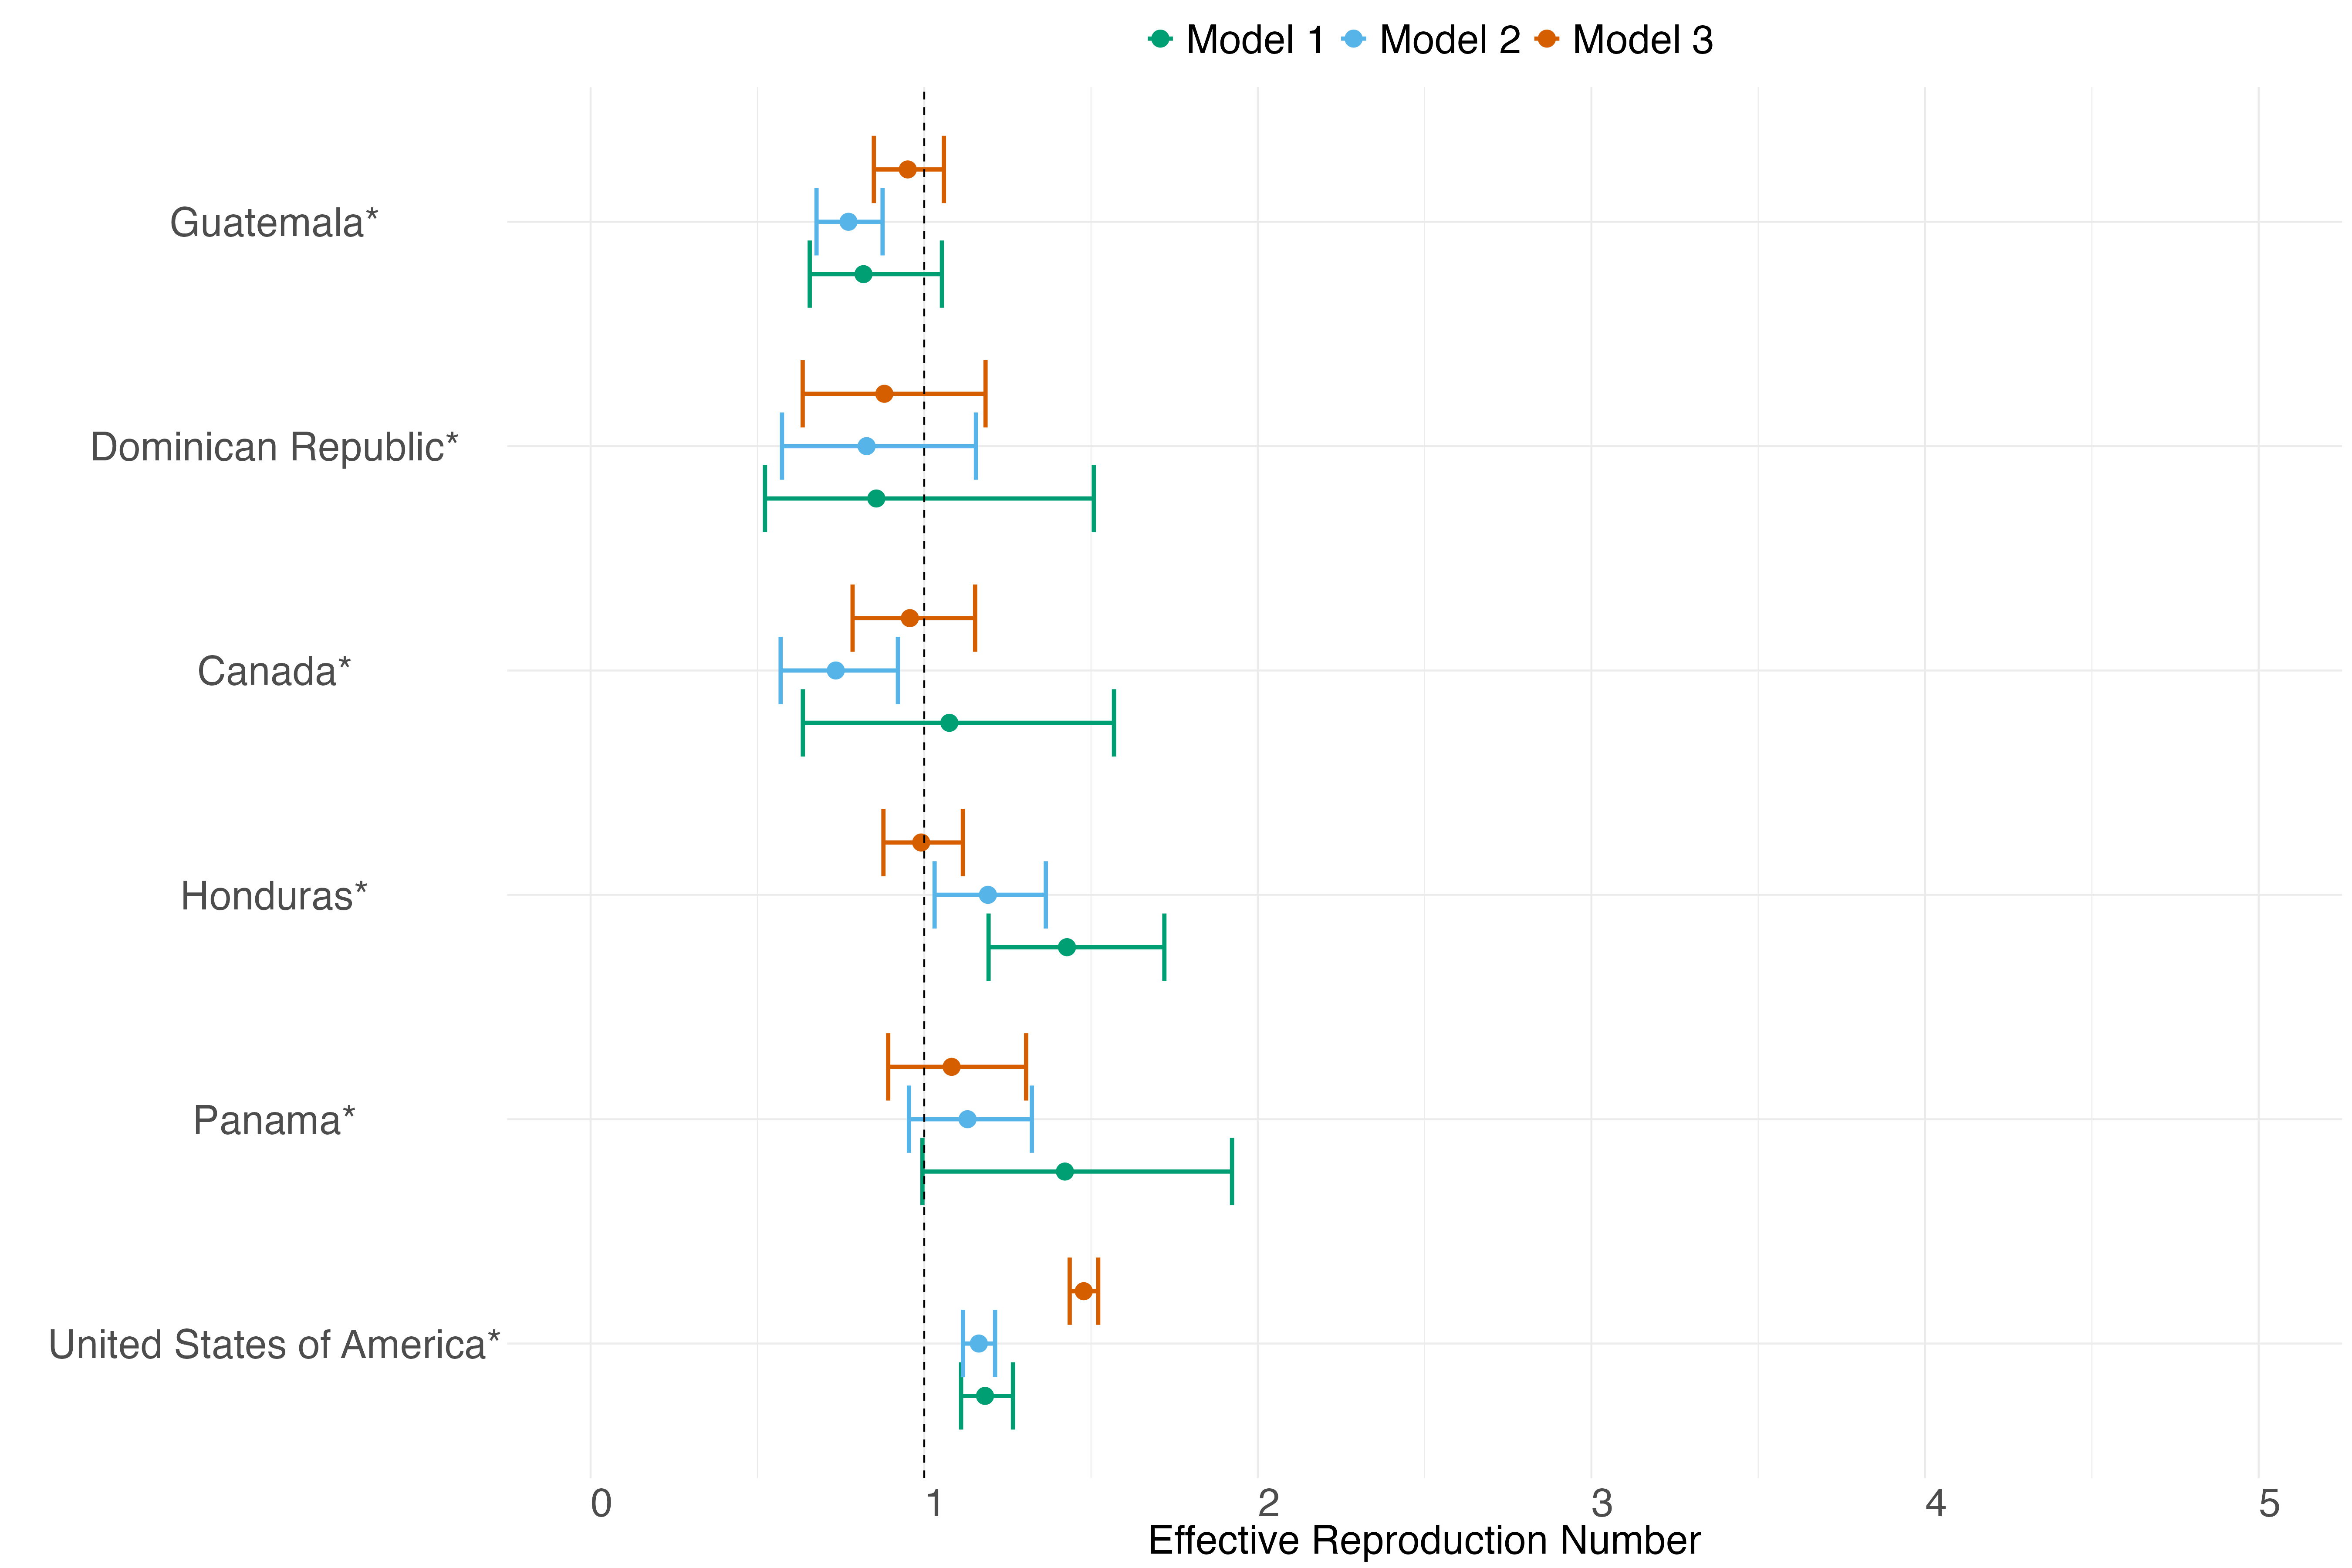 Model 1 Model 2 Model 3
Guatemala*
Dominican Republic*
Canada*
Honduras*
Panama*
United States of America*
0 1 2 3 4 5
Effective Reproduction Number